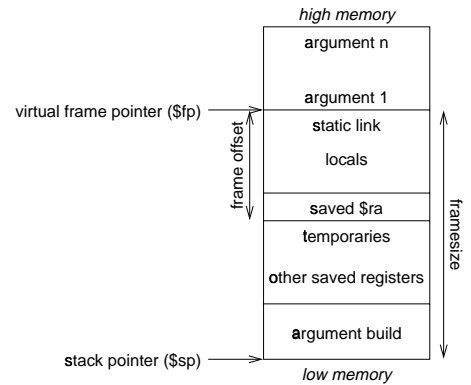 high memory
argument n
argument 1
virtual frame pointer ($fp)
static link
locals
frame offset
saved $ra
framesize
temporaries
other saved registers
argument build
stack pointer ($sp)
low memory